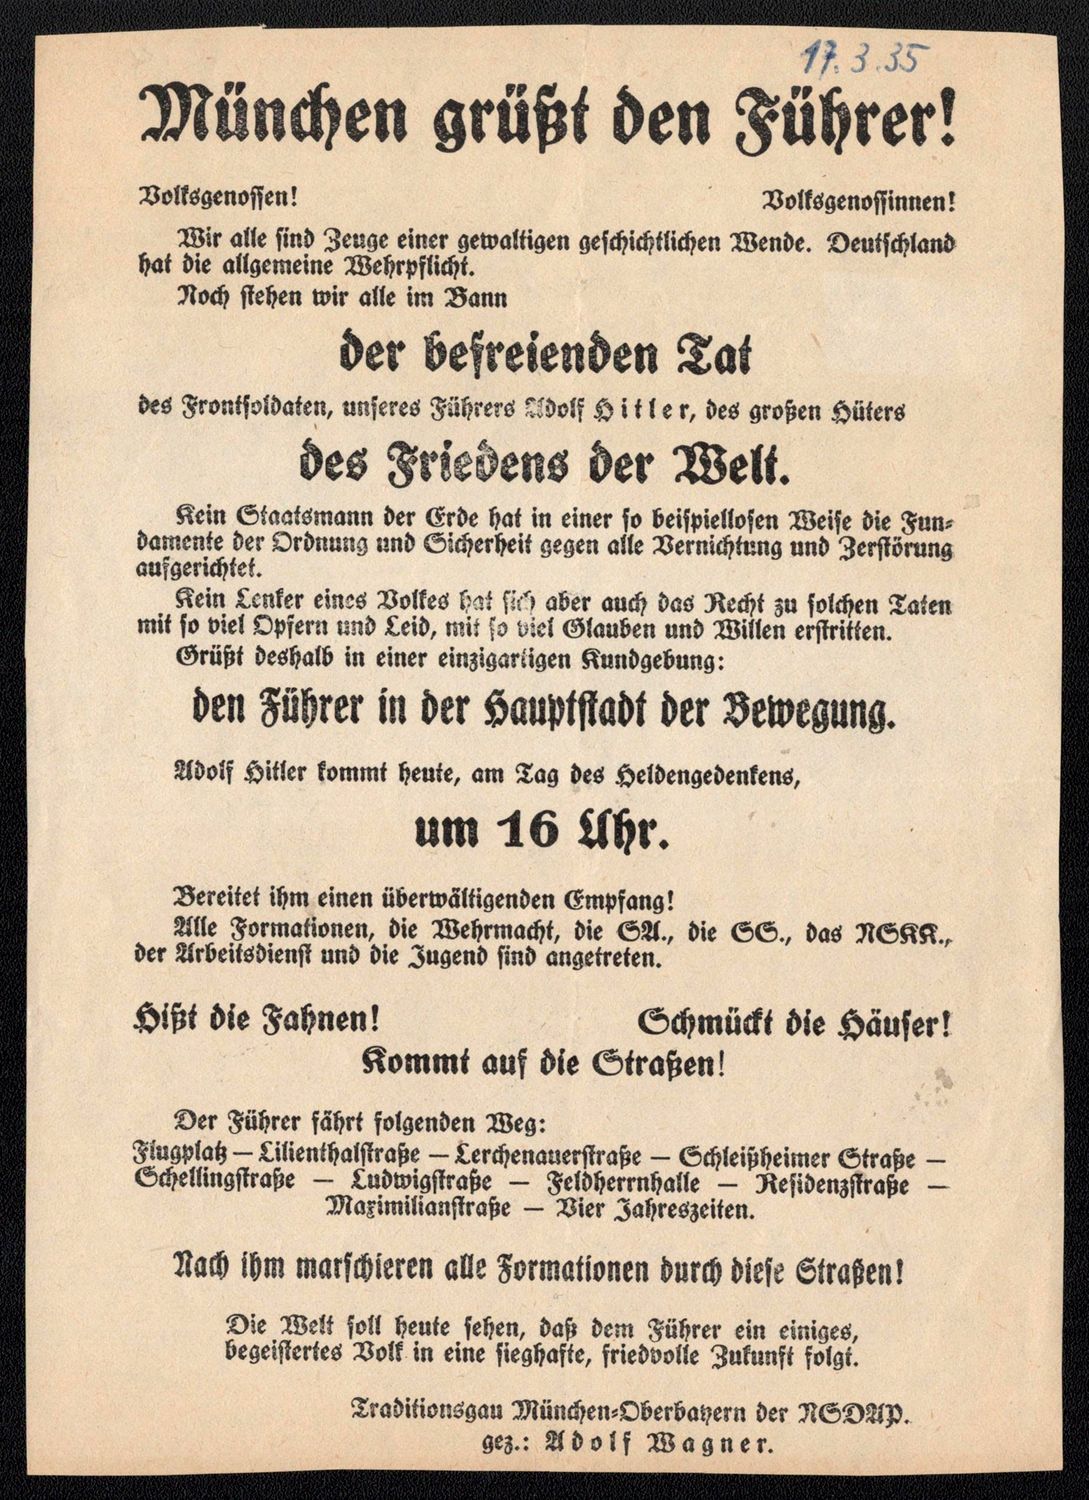 17.3.35
München grüßt den Führer!
Volksgenossen! Volksgenossinnen!
Wir alle sind Zeuge einer gewaltigen geschichtlichen Wende. Deutschland
hat die allgemeine Wehrpflicht.
Noch stehen wir alle im Bann
der befreienden Tat
des Frontsoldaten, unseres Führers Adolf Hitler, des großen Hüters
des Friedens der Welt.
Kein Staatsmann der Erde hat in einer so beispiellosen Weise die Fun-
damente der Ordnung und Sicherheit gegen alle Vernichtung und Zerstörung
aufgerichtet.
Kein Lenker eines Volkes hat sich aber auch das Recht zu solchen Taten
mit so viel Opfern und Leid, mit so viel Glauben und Willen erstritten.
Grüßt deshalb in einer einzigartigen Kundgebung:
den Führer in der Hauptstadt der Bewegung.
Adolf Hitler kommt heute, am Tag des Heldengedenkens,
um 16 Uhr.
Bereitet ihm einen überwältigenden Empfang!
Alle Formationen, die Wehrmacht, die SA., die SS., das NSKK.,
der Arbeitsdienst und die Jugend sind angetreten.
Hißt die Fahnen! Schmückt die Häuser!
Kommt auf die Straßen!
Der Führer fährt folgenden Weg:
Flugplatz — Lilienthalstraße — Lerchenauerstraße — Schleißheimer Straße —
Schellingstraße — Ludwigstraße — Feldherrnhalle — Residenzstraße —
Maximilianstraße — Vier Jahreszeiten.
Nach ihm marschieren alle Formationen durch diese Straßen!
Die Welt soll heute sehen, daß dem Führer ein einiges,
begeistertes Volk in eine sieghafte, friedvolle Zukunft folgt.
Traditionsgau München-Oberbayern der NSDAP.
gez.: Adolf Wagner.